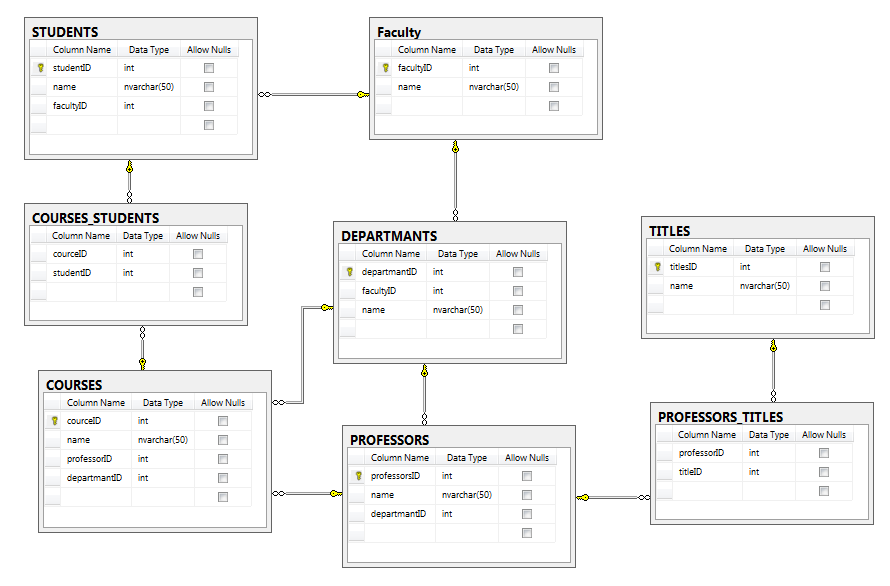 STUDENTS
Column Name Data Type Allow Nulls
studentID int
name nvarchar(50)
facultyID int
Faculty
Column Name Data Type Allow Nulls
facultyID int
name nvarchar(50)
COURSES_STUDENTS
Column Name Data Type Allow Nulls
courceID int
studentID int
DEPARTMANTS
Column Name Data Type Allow Nulls
departmantID int
facultyID int
name nvarchar(50)
TITLES
Column Name Data Type Allow Nulls
titlesID int
name nvarchar(50)
COURSES
Column Name Data Type Allow Nulls
courceID int
name nvarchar(50)
professorID int
departmantID int
PROFESSORS
Column Name Data Type Allow Nulls
professorsID int
name nvarchar(50)
departmantID int
PROFESSORS_TITLES
Column Name Data Type Allow Nulls
professorID int
titleID int